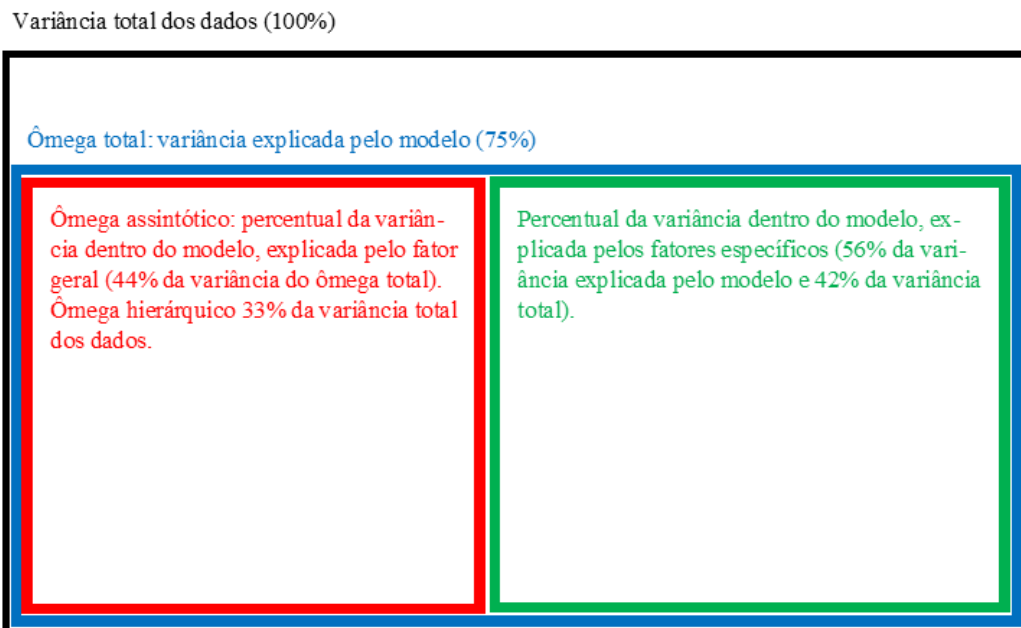 Variância total dos dados (100%)
Ômega total: variância explicada pelo modelo (75%)
Ômega assintótico: percentual da variân-
cia dentro do modelo, explicada pelo fator
geral (44% da variância do ômega total).
Ômega hierárquico 33% da variância total
dos dados.
Percentual da variância dentro do modelo, ex-
plicada pelos fatores específicos (56% da vari-
ância explicada pelo modelo e 42% da variância
total).